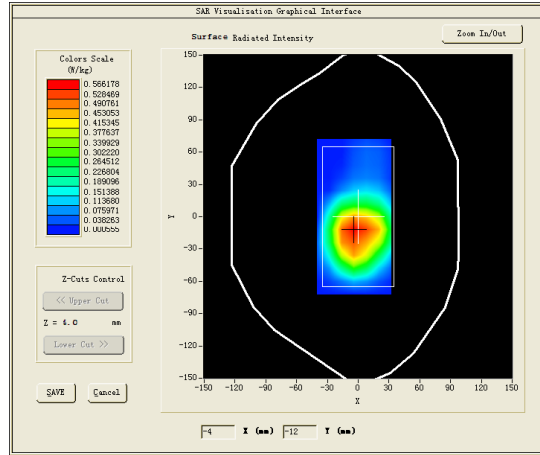 SAR Visualisation Graphical Interface
Surface Radiated Intensity
Zoom In/Out
Colors Scale
(W/kg)
0.566178
0.528469
0.490761
0.453053
0.415345
0.377637
0.339929
0.302220
0.264512
0.226804
0.189096
0.151388
0.113680
0.075971
0.038263
0.000555
Z-Cuts Control
<< Upper Cut
Z = 4.0 mm
Lower Cut >>
SAVE Cancel
150
120
90
60
30
0
-30
-60
-90
-120
-150
Y
-150 -120 -90 -60 -30 0 30 60 90 120 150
X
-4 X (mm) -12 Y (mm)